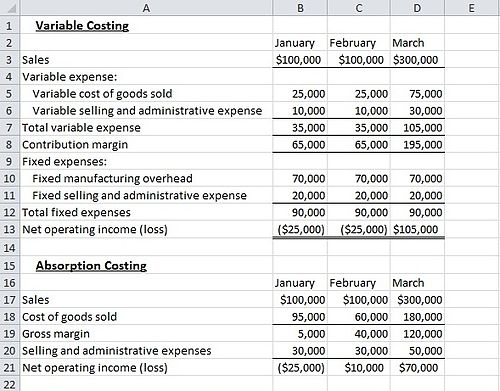 A B C D E
1 Variable Costing
2 January February March
3 Sales $100,000 $100,000 $300,000
4 Variable expense:
5 Variable cost of goods sold 25,000 25,000 75,000
6 Variable selling and administrative expense 10,000 10,000 30,000
7 Total variable expense 35,000 35,000 105,000
8 Contribution margin 65,000 65,000 195,000
9 Fixed expenses:
10 Fixed manufacturing overhead 70,000 70,000 70,000
11 Fixed selling and administrative expense 20,000 20,000 20,000
12 Total fixed expenses 90,000 90,000 90,000
13 Net operating income (loss) ($25,000) ($25,000) $105,000
14
15 Absorption Costing
16 January February March
17 Sales $100,000 $100,000 $300,000
18 Cost of goods sold 95,000 60,000 180,000
19 Gross margin 5,000 40,000 120,000
20 Selling and administrative expenses 30,000 30,000 50,000
21 Net operating income (loss) ($25,000) $10,000 $70,000
22